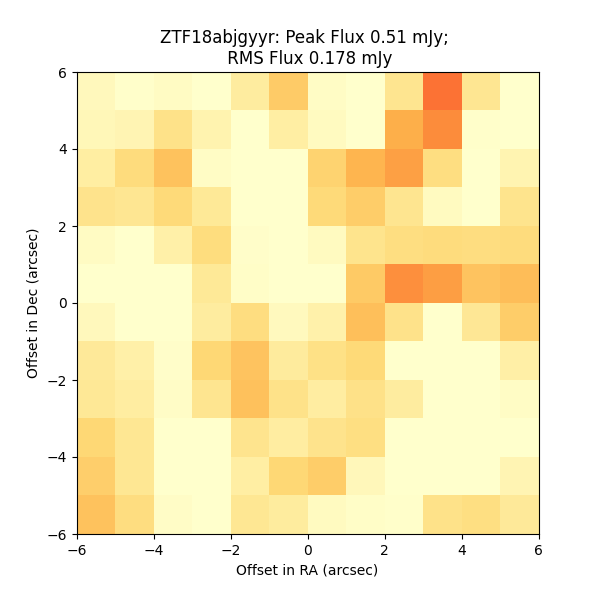 ZTF18abjgyyr: Peak Flux 0.51 mJy;
RMS Flux 0.178 mJy
6
4
2
0
−2
−4
−6
Offset in Dec (arcsec)
−6 −4 −2 0 2 4 6
Offset in RA (arcsec)